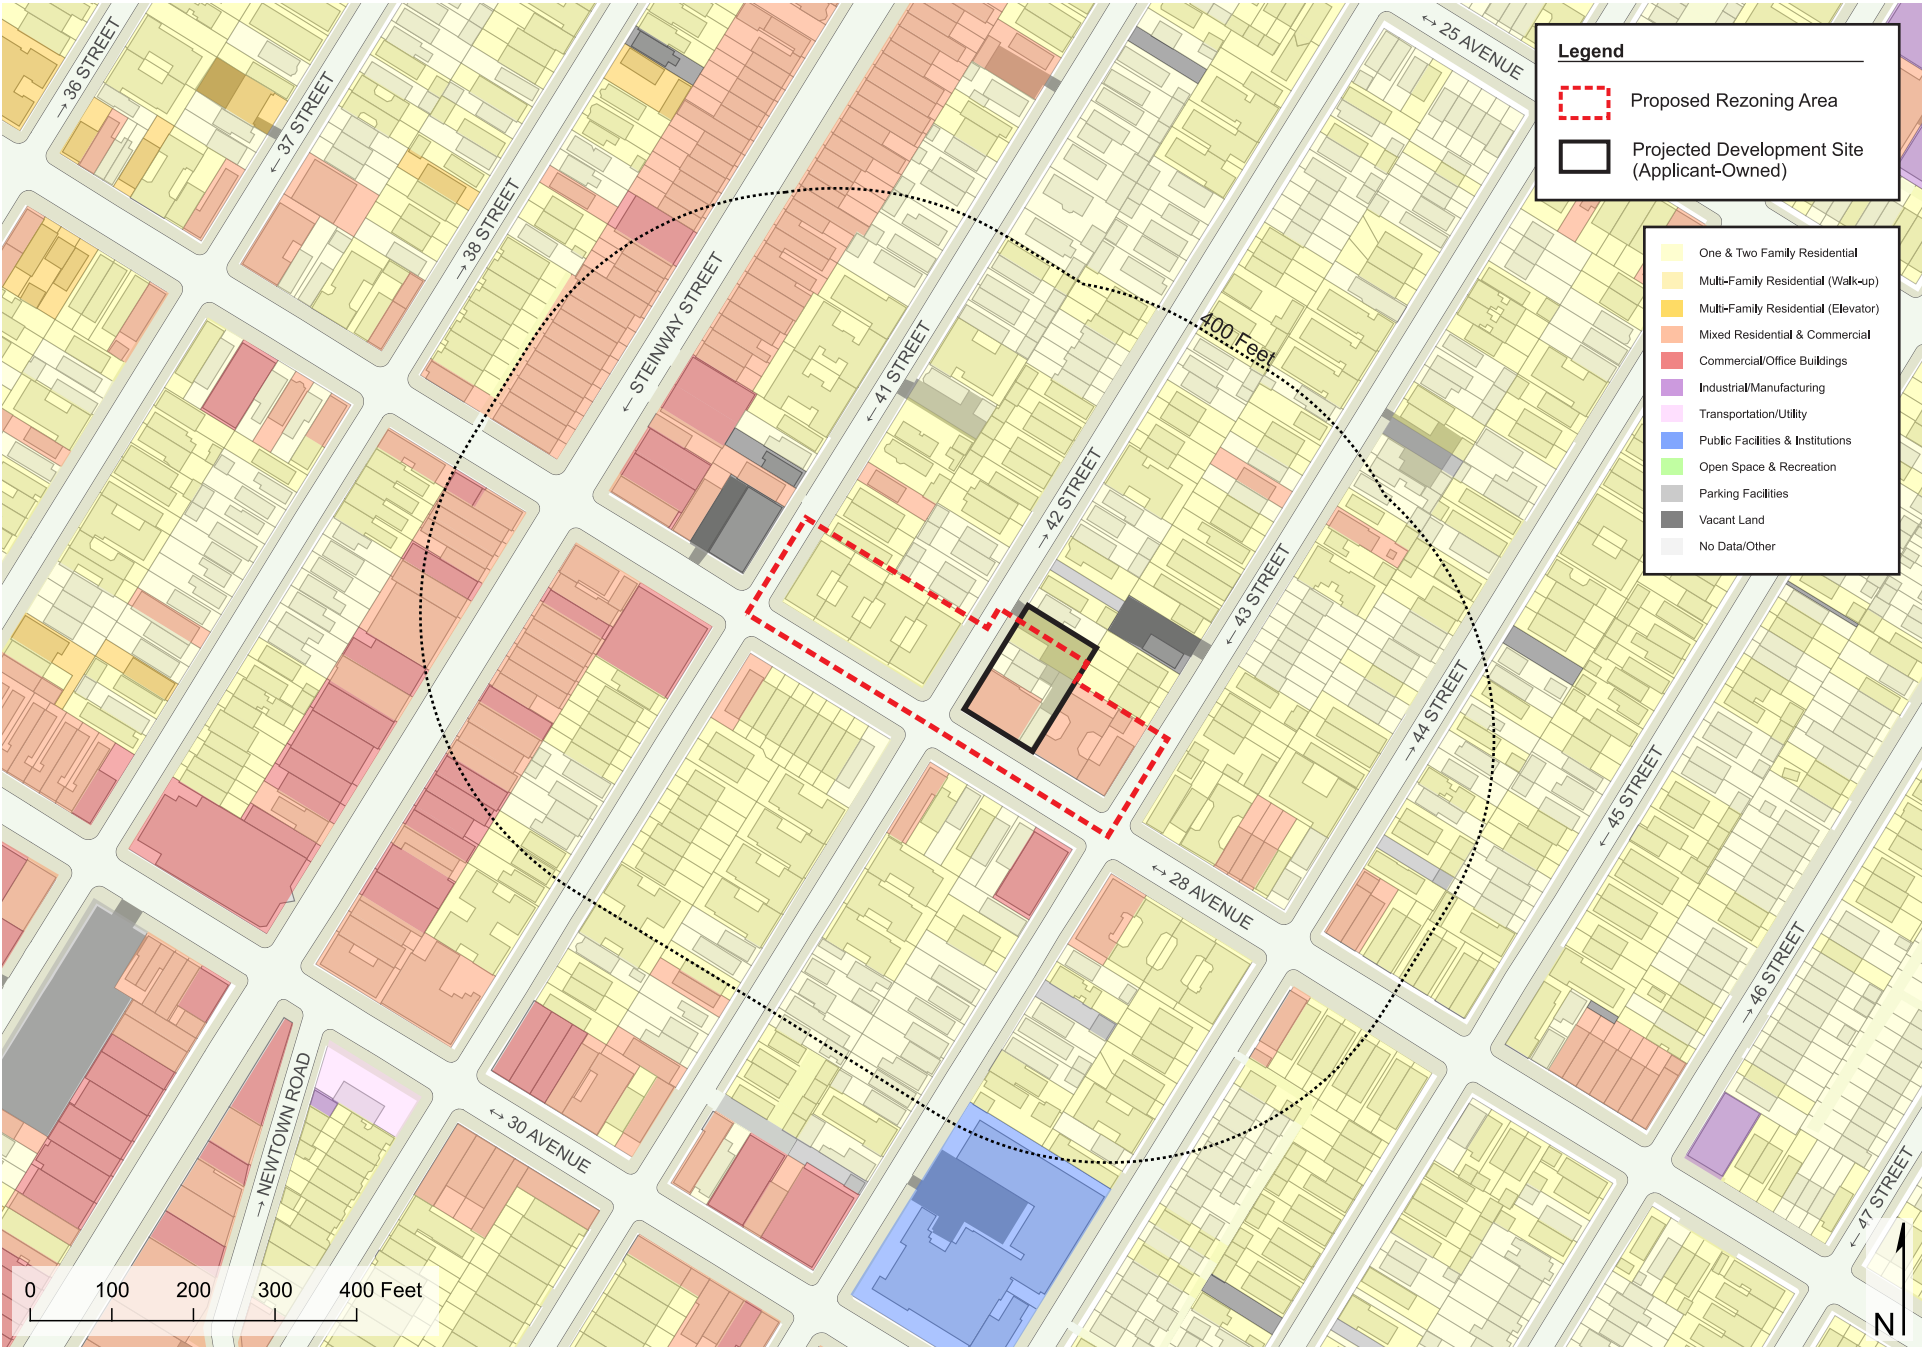 → 36 STREET
← 37 STREET
→ 38 STREET
← STEINWAY STREET
← 41 STREET
→ 42 STREET
← 43 STREET
→ 44 STREET
← 45 STREET
→ 46 STREET
← 47 STREET
↔ 25 AVENUE
↔ 28 AVENUE
↔ 30 AVENUE
→ NEWTOWN ROAD
400 Feet
Legend
Proposed Rezoning Area
Projected Development Site
(Applicant-Owned)
One & Two Family Residential
Multi-Family Residential (Walk-up)
Multi-Family Residential (Elevator)
Mixed Residential & Commercial
Commercial/Office Buildings
Industrial/Manufacturing
Transportation/Utility
Public Facilities & Institutions
Open Space & Recreation
Parking Facilities
Vacant Land
No Data/Other
0 100 200 300 400 Feet
N